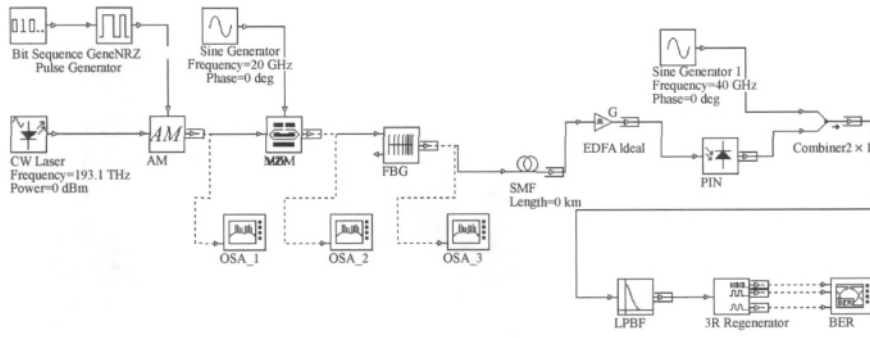 010..
Bit Sequence GeneNRZ
Pulse Generator
Sine Generator
Frequency=20 GHz
Phase=0 deg
Sine Generator 1
Frequency=40 GHz
Phase=0 deg
AM
CW Laser
Frequency=193.1 THz
Power=0 dBm
AM
FBG
SMF
Length=0 km
G
EDFA Ideal
PIN
Combiner2 × 1
OSA_1
OSA_2
OSA_3
LPBF
3R Regenerator
BER
BER